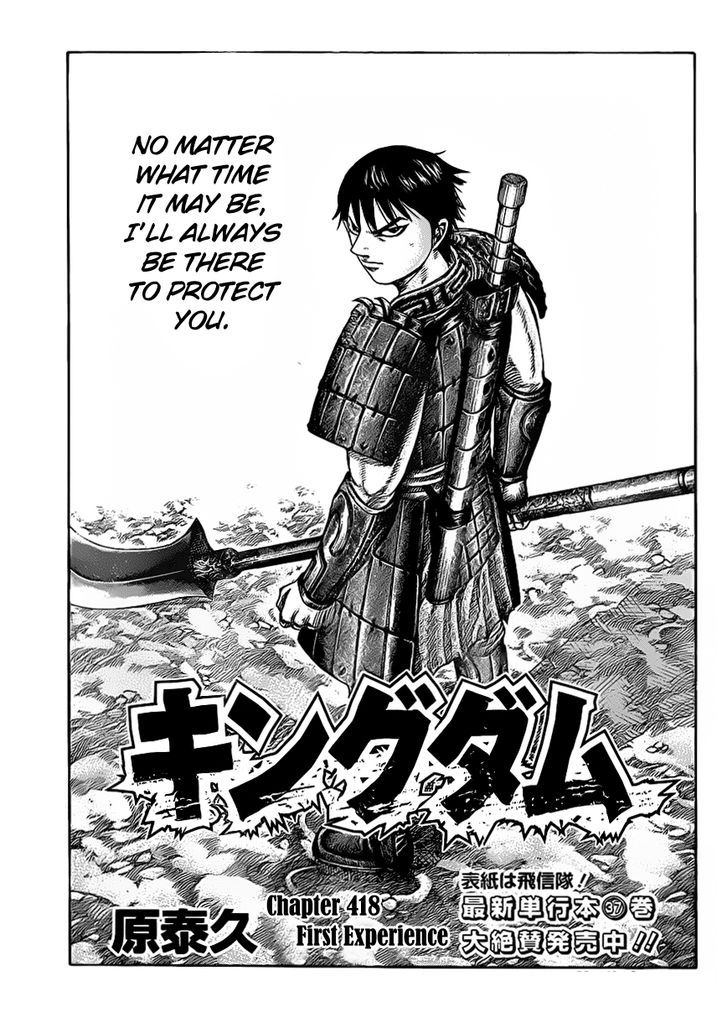 NO MATTER
WHAT TIME
IT MAY BE,
I'LL ALWAYS
BE THERE
TO PROTECT
YOU.
キングダム
原泰久
Chapter 418
First Experience
表紙は飛信隊!
最新単行本㊲巻
大絶賛発売中!!